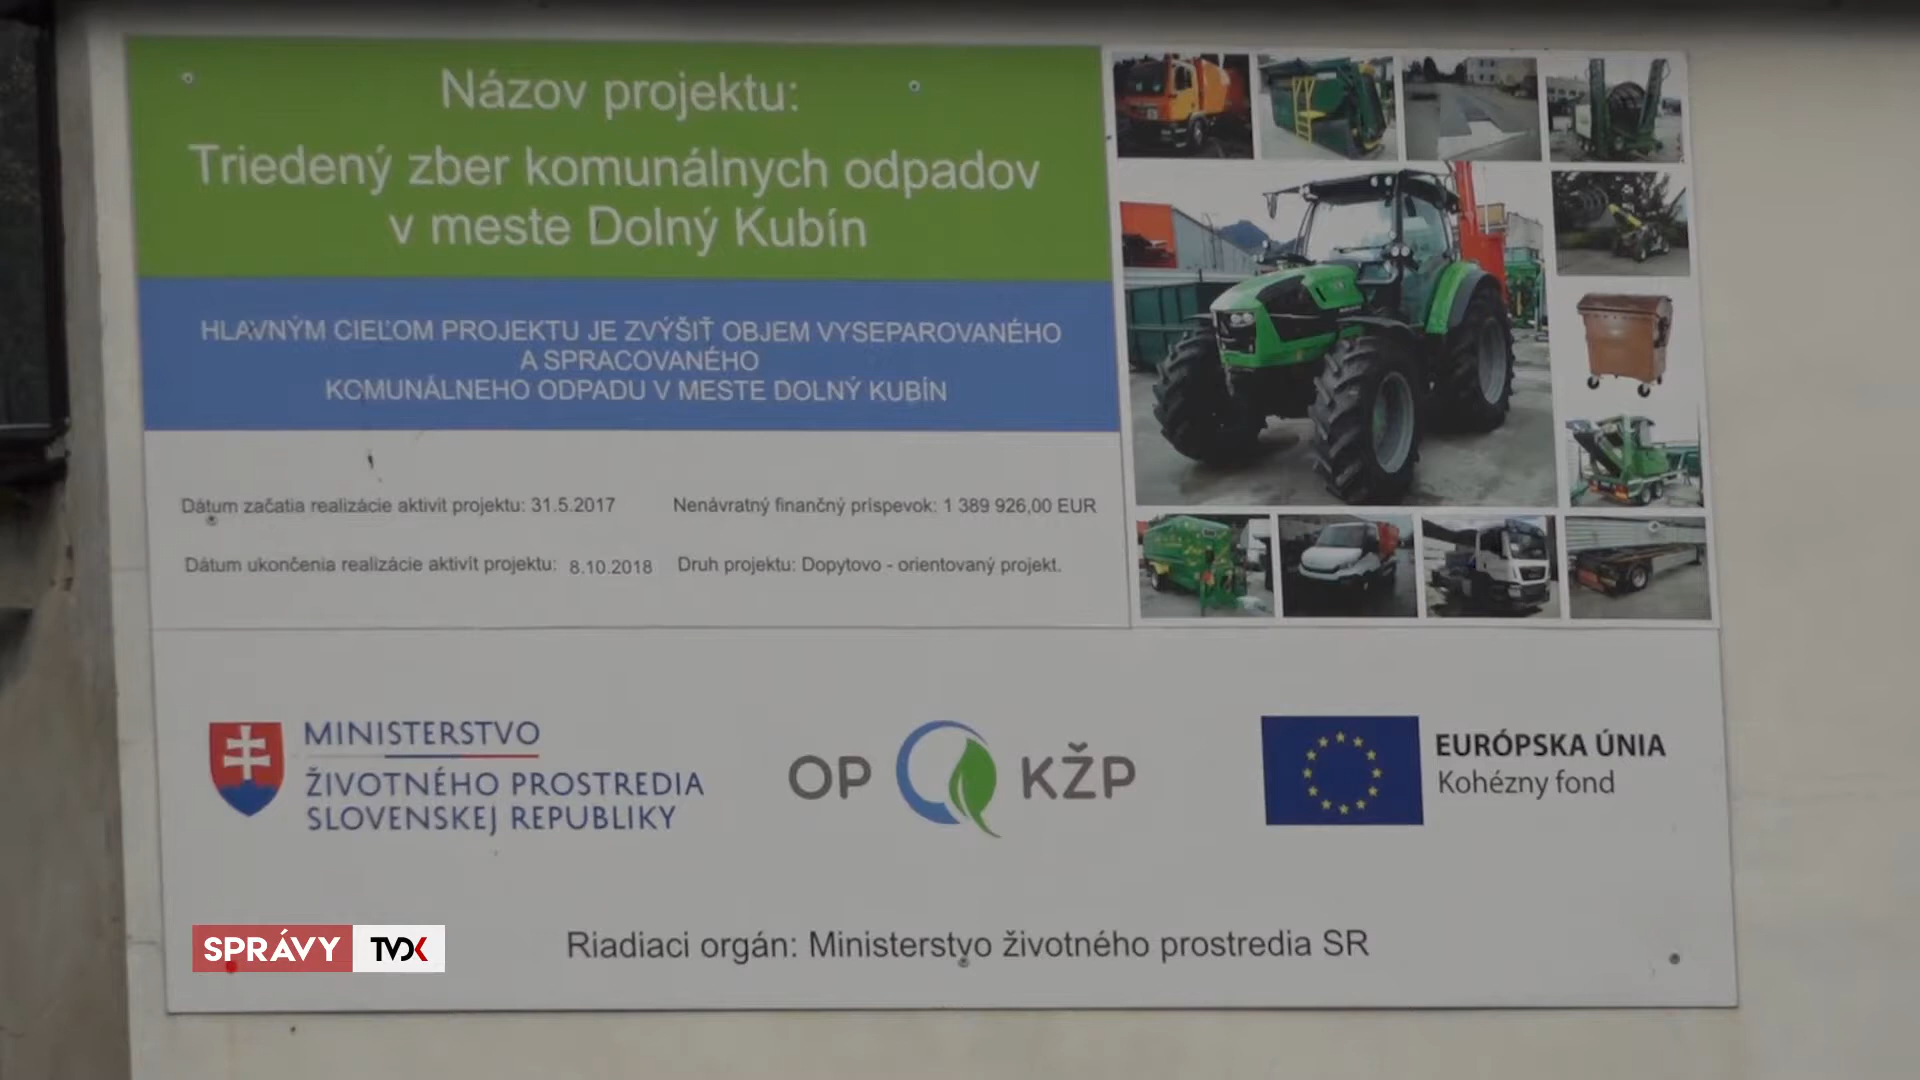 Názov projektu:
Triedený zber komunálnych odpadov
v meste Dolný Kubín
HLAVNÝM CIEĽOM PROJEKTU JE ZVÝŠIŤ OBJEM VYSEPAROVANÉHO
A SPRACOVANÉHO
KOMUNÁLNEHO ODPADU V MESTE DOLNÝ KUBÍN
Dátum začatia realizácie aktivít projektu: 31.5.2017
Nenávratný finančný príspevok: 1 389 926,00 EUR
Dátum ukončenia realizácie aktivít projektu: 8.10.2018
Druh projektu: Dopytovo - orientovaný projekt.
MINISTERSTVO
ŽIVOTNÉHO PROSTREDIA
SLOVENSKEJ REPUBLIKY
OP KŽP
EURÓPSKA ÚNIA
Kohézny fond
SPRÁVY TVDK
Riadiaci orgán: Ministerstvo životného prostredia SR